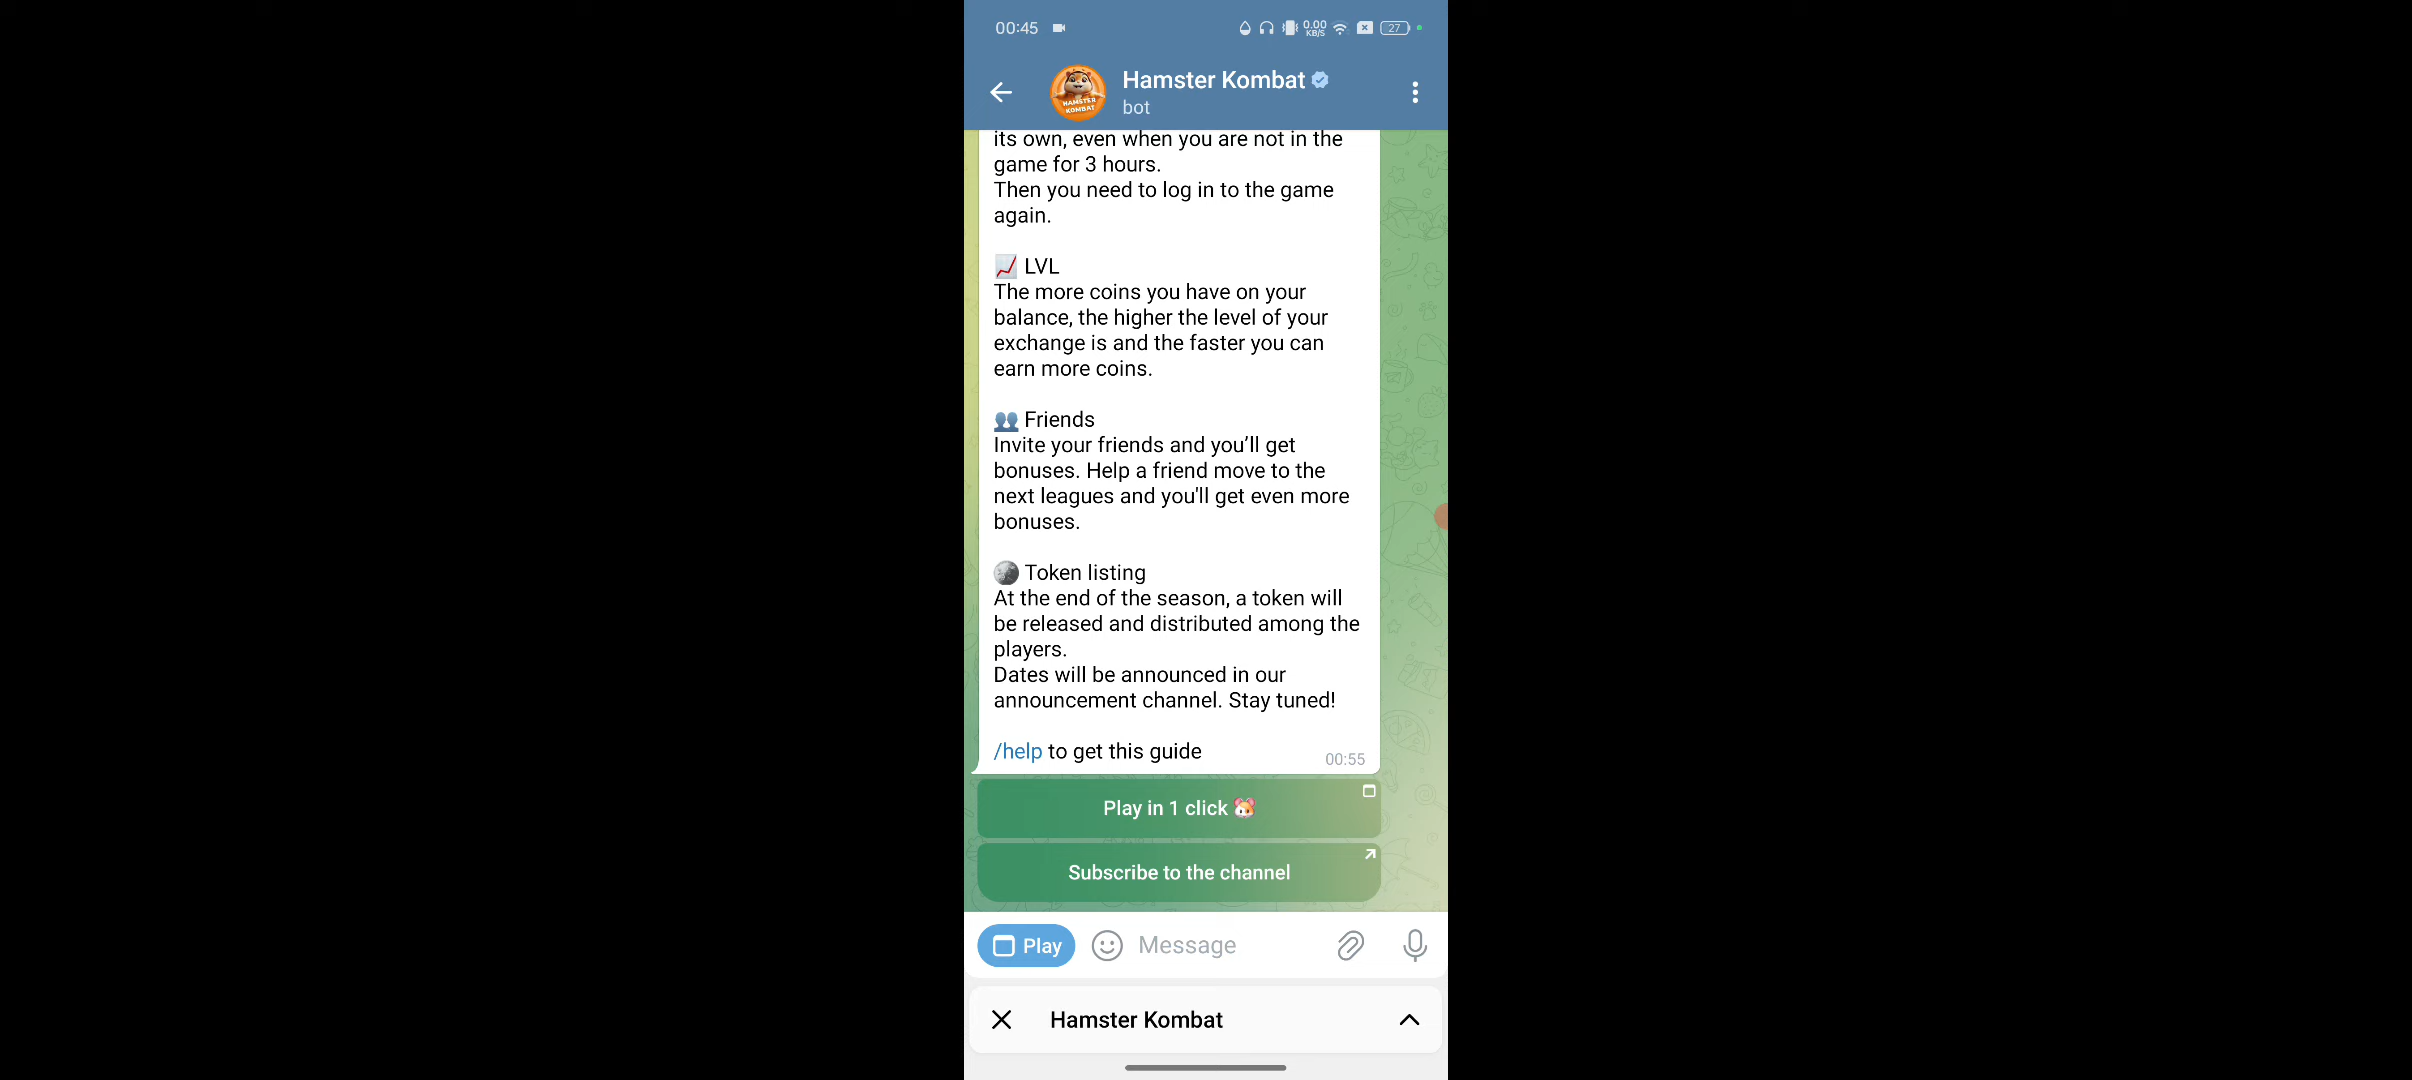 00:45
0.00
KB/S
27
Hamster Kombat
bot
HAMSTER
KOMBAT
its own, even when you are not in the
game for 3 hours.
Then you need to log in to the game
again.
LVL
The more coins you have on your
balance, the higher the level of your
exchange is and the faster you can
earn more coins.
Friends
Invite your friends and you’ll get
bonuses. Help a friend move to the
next leagues and you'll get even more
bonuses.
Token listing
At the end of the season, a token will
be released and distributed among the
players.
Dates will be announced in our
announcement channel. Stay tuned!
/help to get this guide
00:55
Play in 1 click
Subscribe to the channel
Play
Message
Hamster Kombat